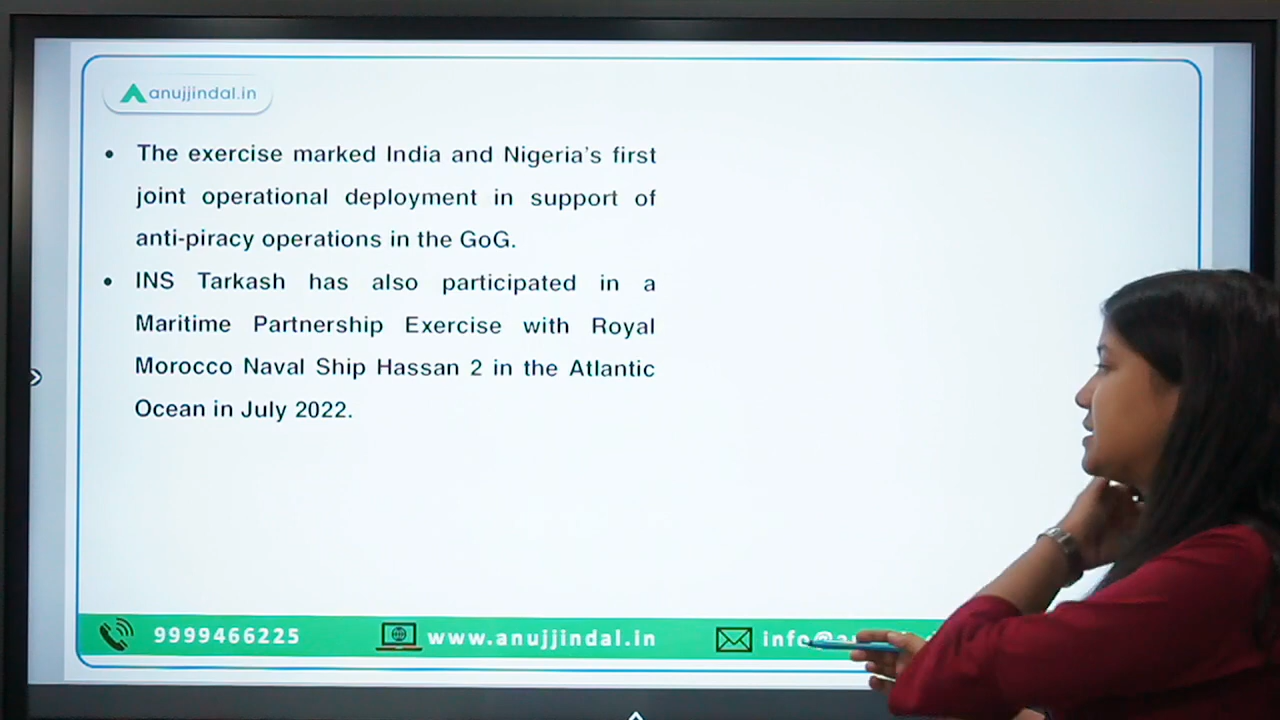 anujjindal.in
• The exercise marked India and Nigeria's first
joint operational deployment in support of
anti-piracy operations in the GoG.
• INS Tarkash has also participated in a
Maritime Partnership Exercise with Royal
Morocco Naval Ship Hassan 2 in the Atlantic
Ocean in July 2022.
9999466225 www.anujjindal.in